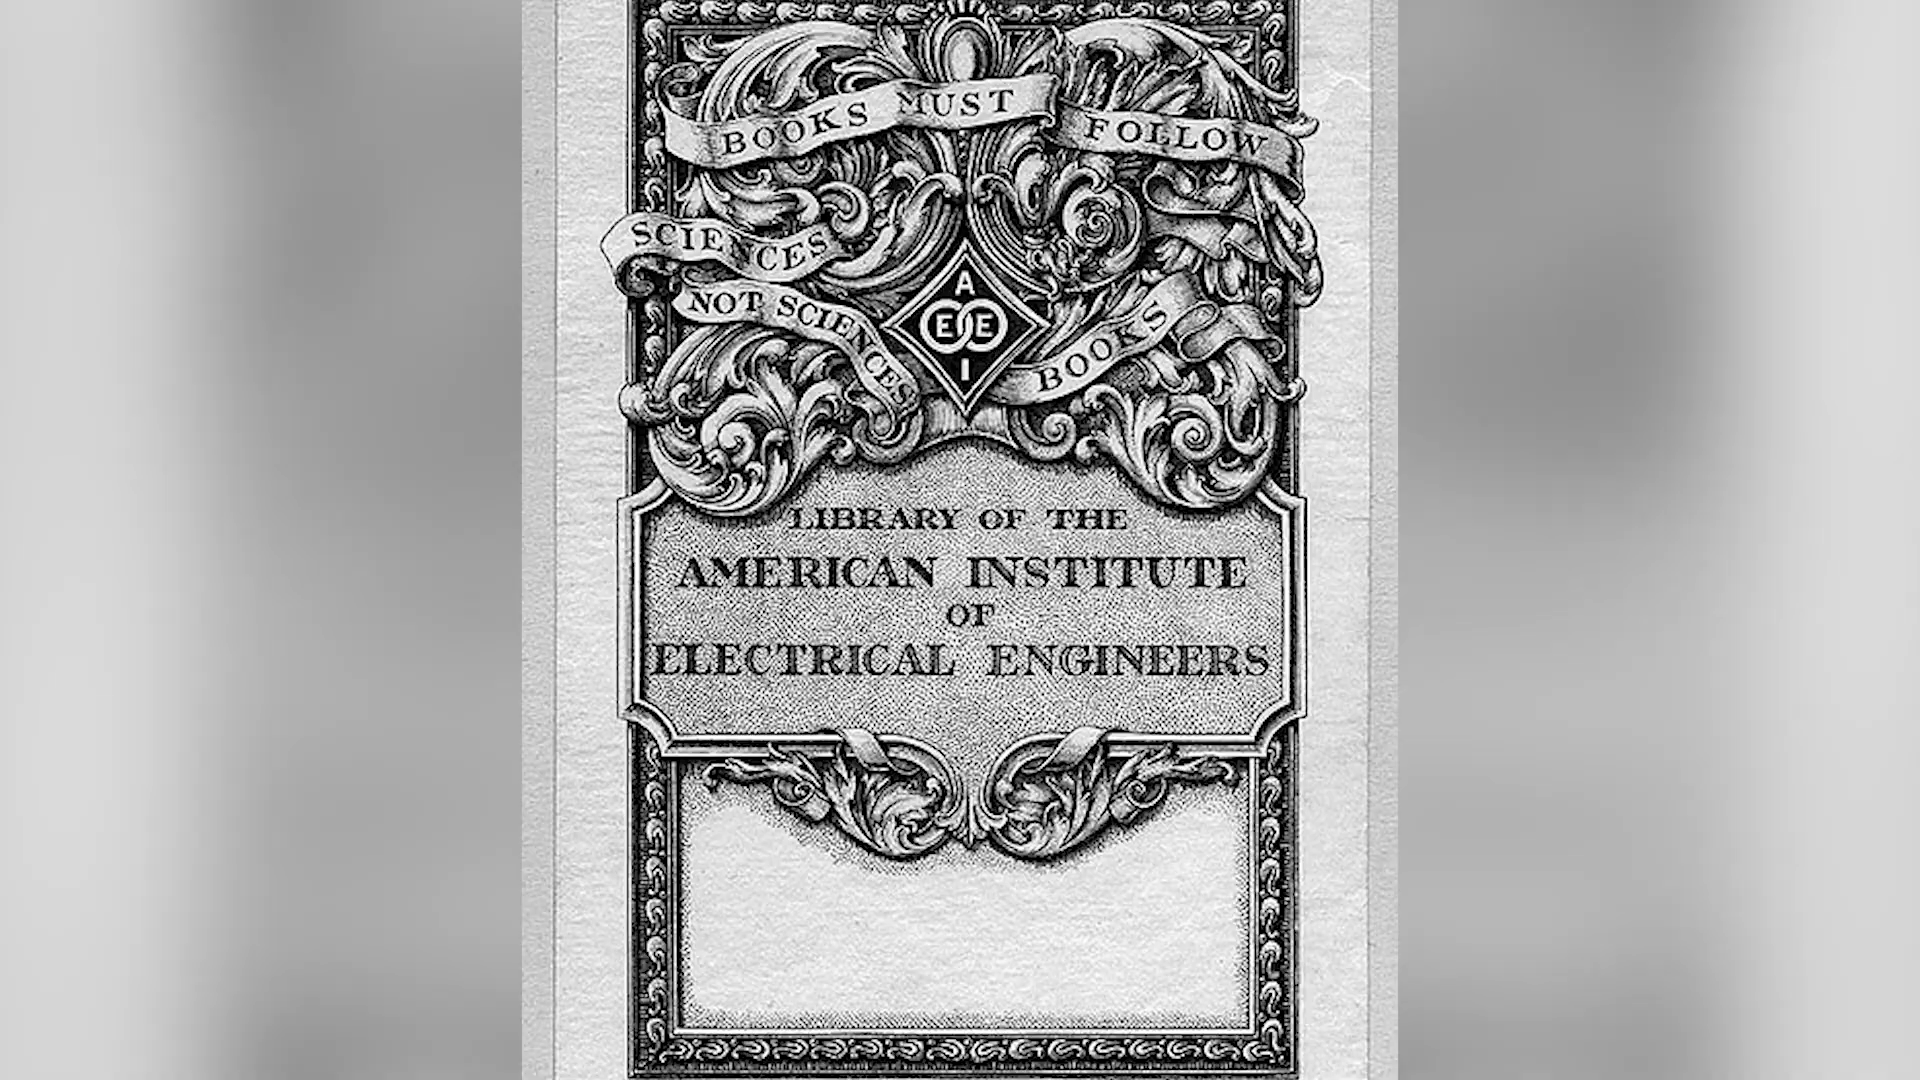 BOOKS MUST FOLLOW
SCIENCES
NOT SCIENCES BOOKS
A
E E
I
LIBRARY OF THE
AMERICAN INSTITUTE
OF
ELECTRICAL ENGINEERS